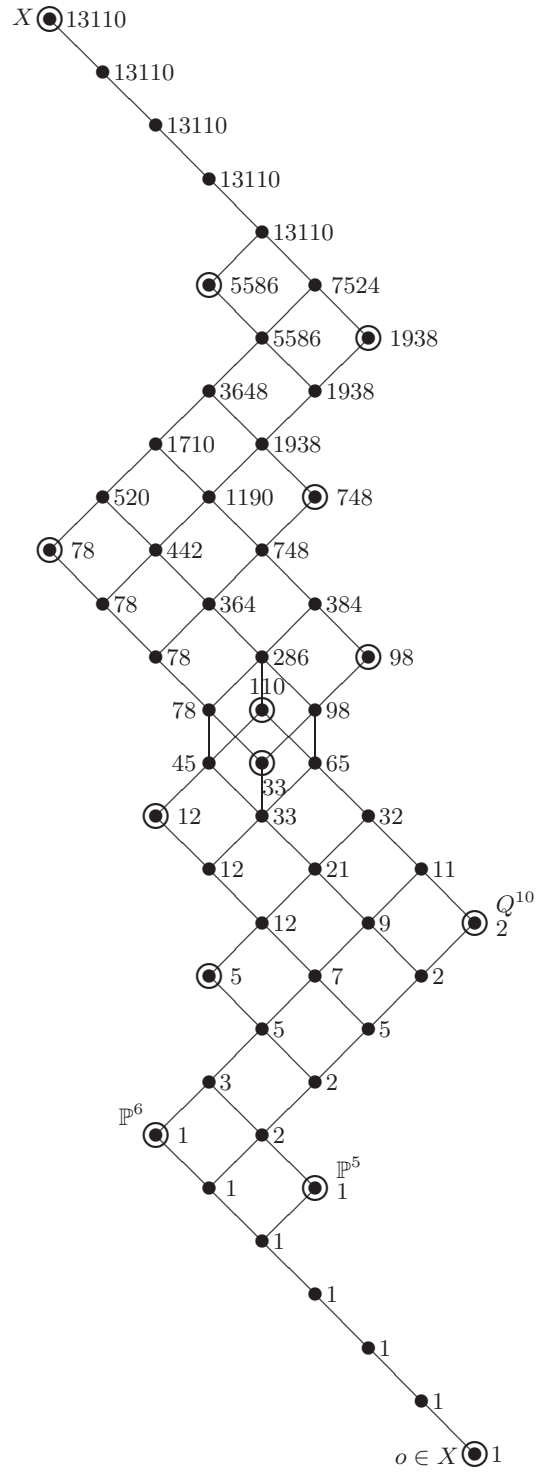 X 13110
13110
13110
13110
13110
5586 7524
5586 1938
3648 1938
1710 1938
520 1190 748
78 442 748
78 364 384
78 286 98
110
78 98
45 65
33
12 33 32
12 21 11
Q^{10}
12 9 2
5 7 2
5 5
3 2
ℙ^6
1 2
ℙ^5
1 1
1
1
1
1
o ∈ X 1